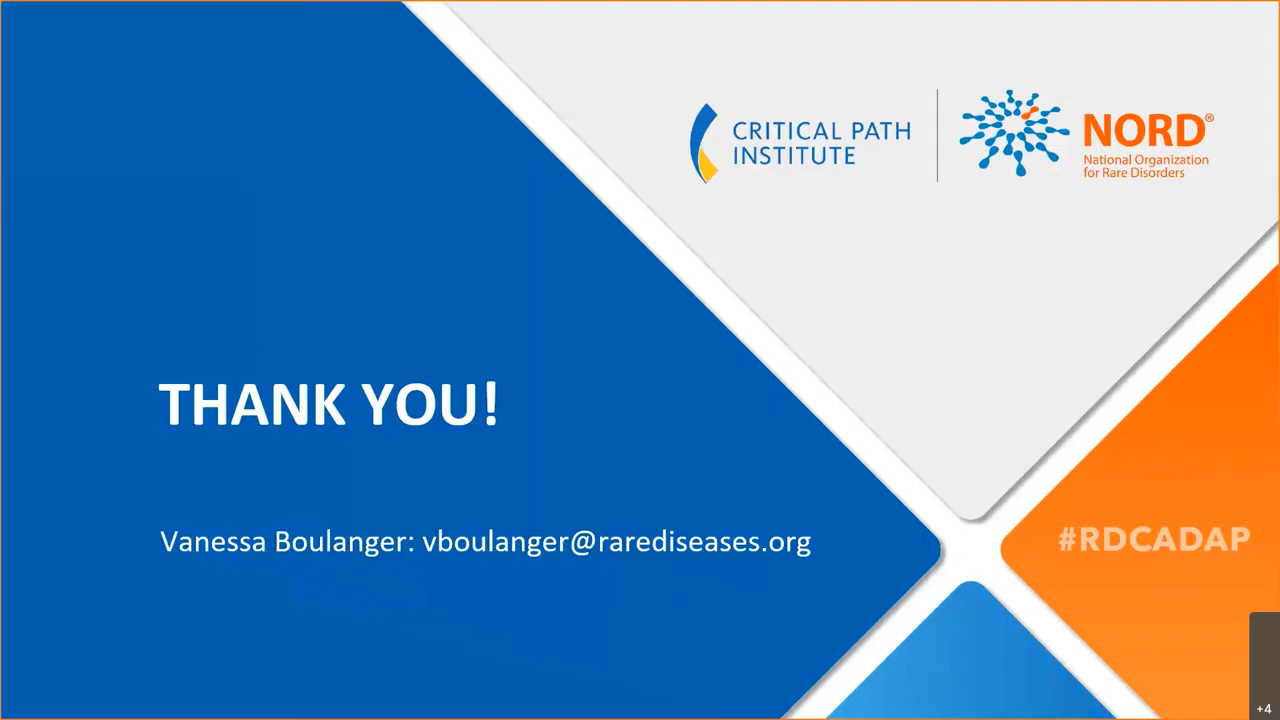 CRITICAL PATH
INSTITUTE
NORD®
National Organization
for Rare Disorders
THANK YOU!
Vanessa Boulanger: vboulanger@rarediseases.org
#RDCADAP
+4